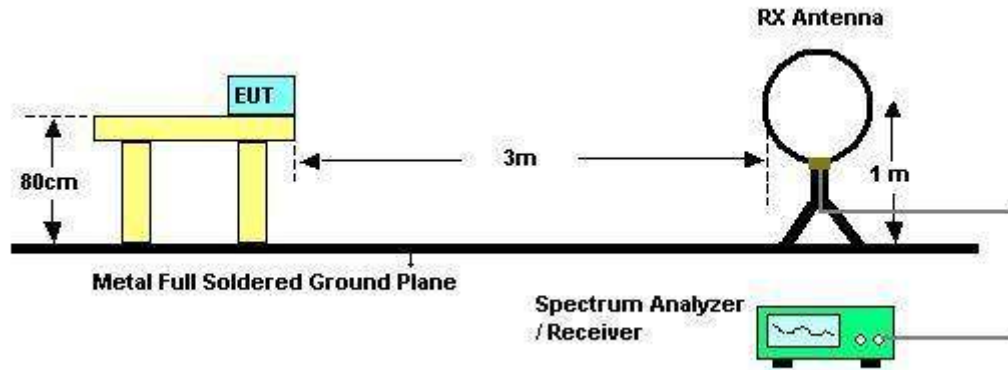 RX Antenna
EUT
3m
80cm
1 m
Metal Full Soldered Ground Plane
Spectrum Analyzer
/ Receiver